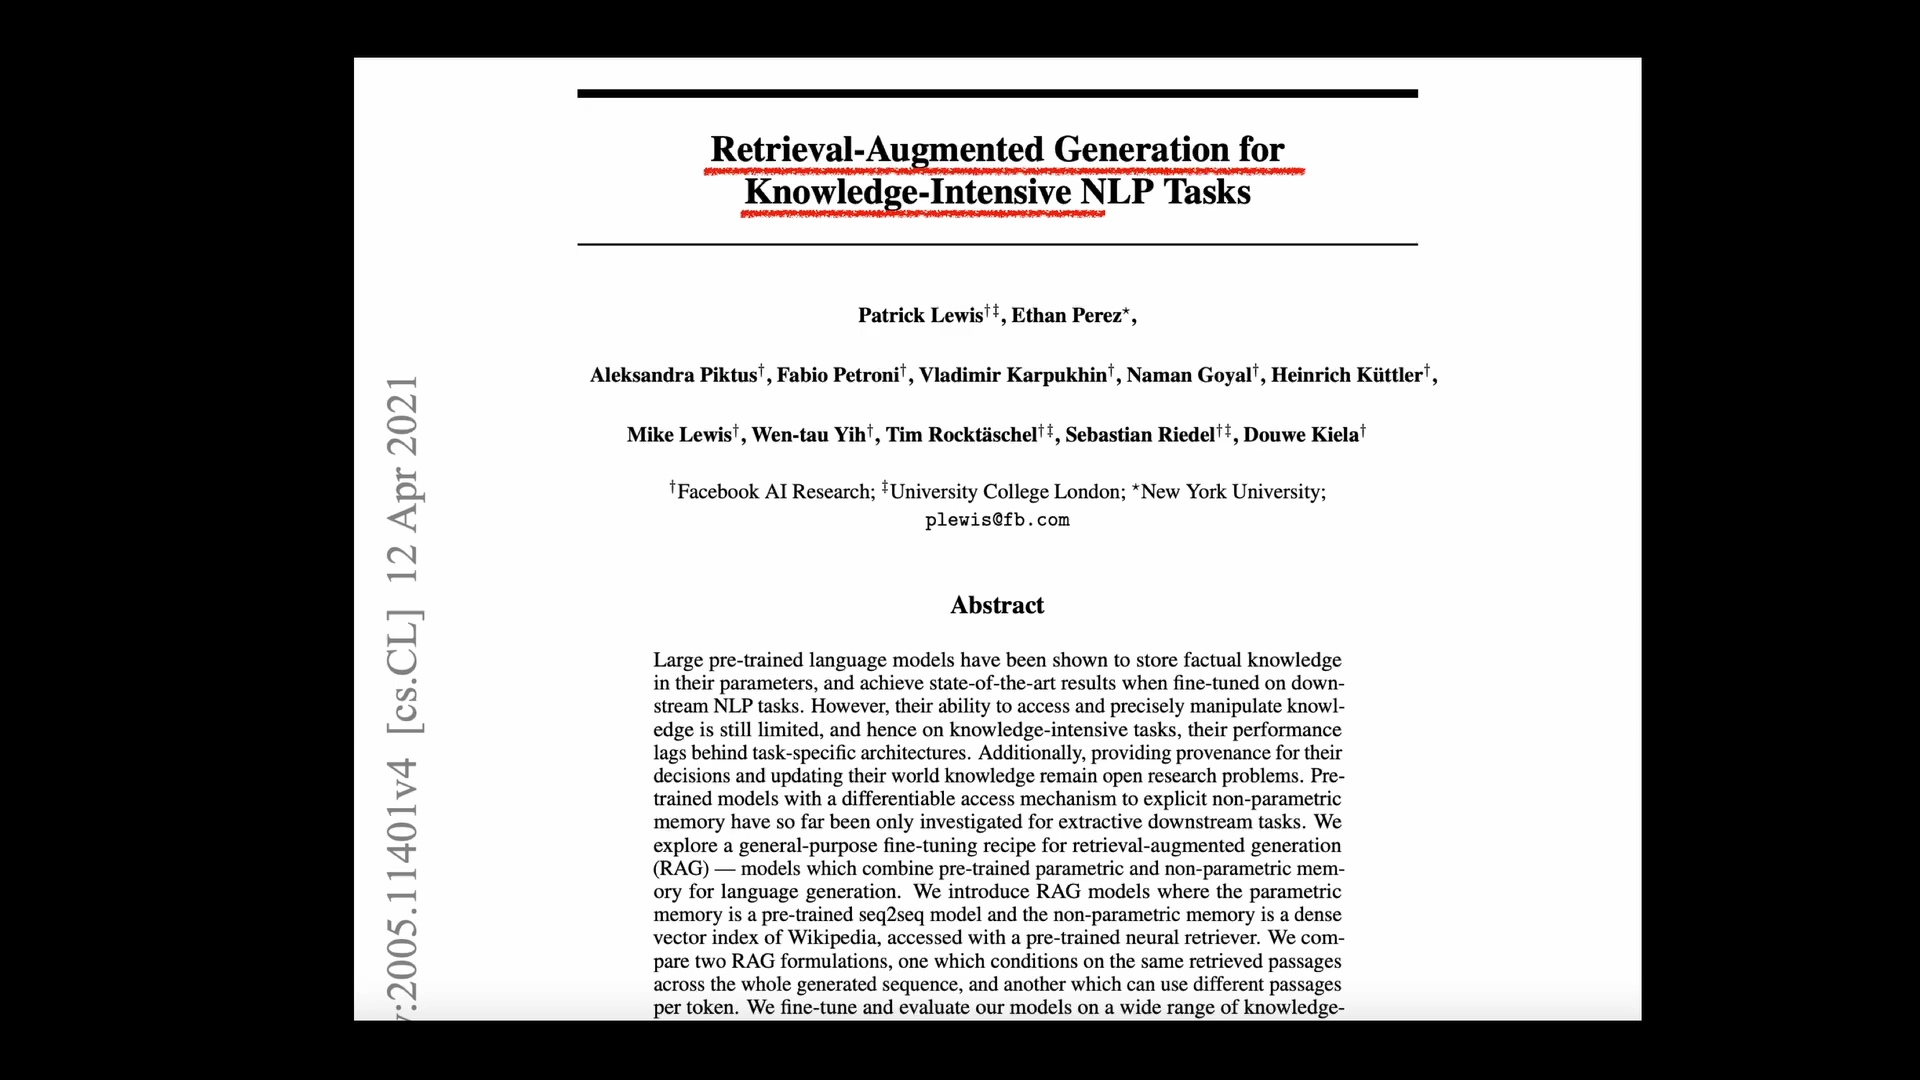 Retrieval-Augmented Generation for
Knowledge-Intensive NLP Tasks
Patrick Lewis†‡, Ethan Perez⋆,
Aleksandra Piktus†, Fabio Petroni†, Vladimir Karpukhin†, Naman Goyal†, Heinrich Küttler†,
Mike Lewis†, Wen-tau Yih†, Tim Rocktäschel†‡, Sebastian Riedel†‡, Douwe Kiela†
†Facebook AI Research; ‡University College London; ⋆New York University;
plewis@fb.com
Abstract
Large pre-trained language models have been shown to store factual knowledge
in their parameters, and achieve state-of-the-art results when fine-tuned on down-
stream NLP tasks. However, their ability to access and precisely manipulate knowl-
edge is still limited, and hence on knowledge-intensive tasks, their performance
lags behind task-specific architectures. Additionally, providing provenance for their
decisions and updating their world knowledge remain open research problems. Pre-
trained models with a differentiable access mechanism to explicit non-parametric
memory have so far been only investigated for extractive downstream tasks. We
explore a general-purpose fine-tuning recipe for retrieval-augmented generation
(RAG) — models which combine pre-trained parametric and non-parametric mem-
ory for language generation. We introduce RAG models where the parametric
memory is a pre-trained seq2seq model and the non-parametric memory is a dense
vector index of Wikipedia, accessed with a pre-trained neural retriever. We com-
pare two RAG formulations, one which conditions on the same retrieved passages
across the whole generated sequence, and another which can use different passages
per token. We fine-tune and evaluate our models on a wide range of knowledge-
:2005.11401v4 [cs.CL] 12 Apr 2021